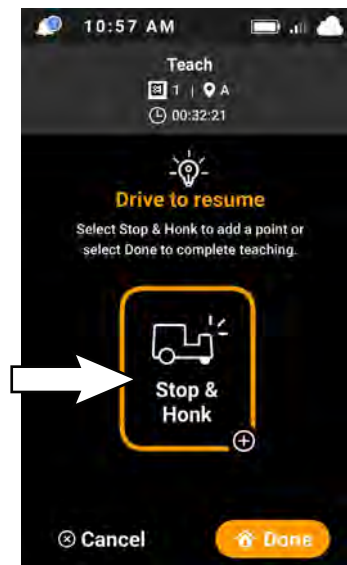 10:57 AM
Teach
1 | A
00:32:21
Drive to resume
Select Stop & Honk to add a point or
select Done to complete teaching.
Stop &
Honk
Cancel
Done